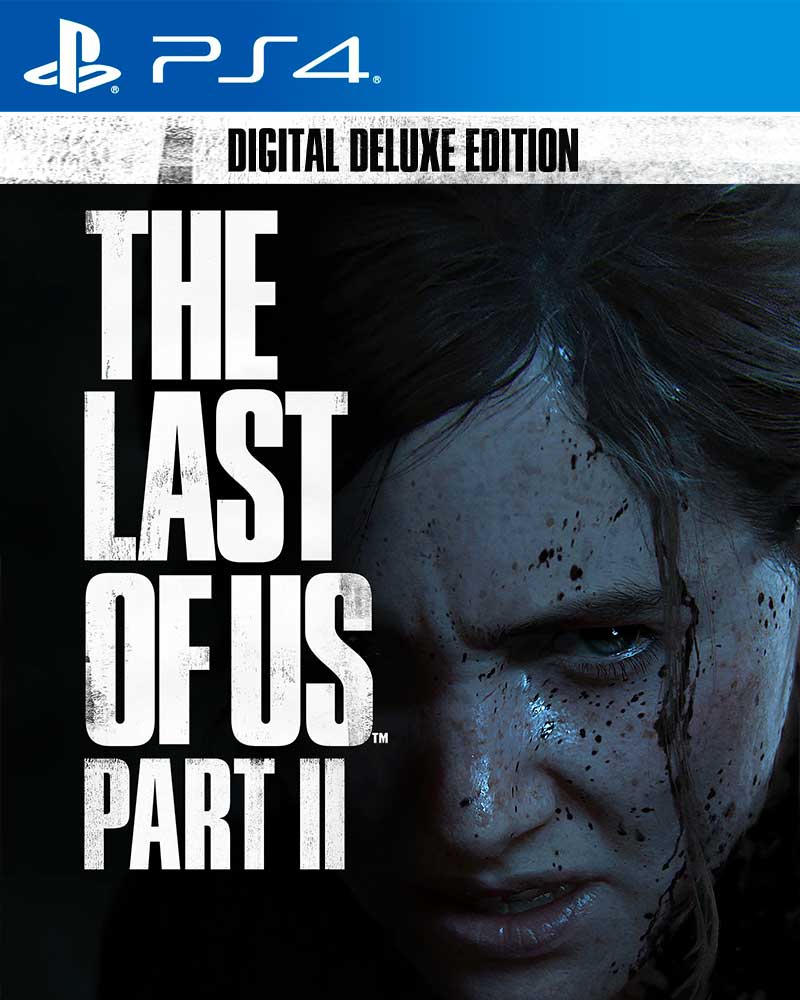 PS4®
DIGITAL DELUXE EDITION
THE
LAST
OF US™
PART II